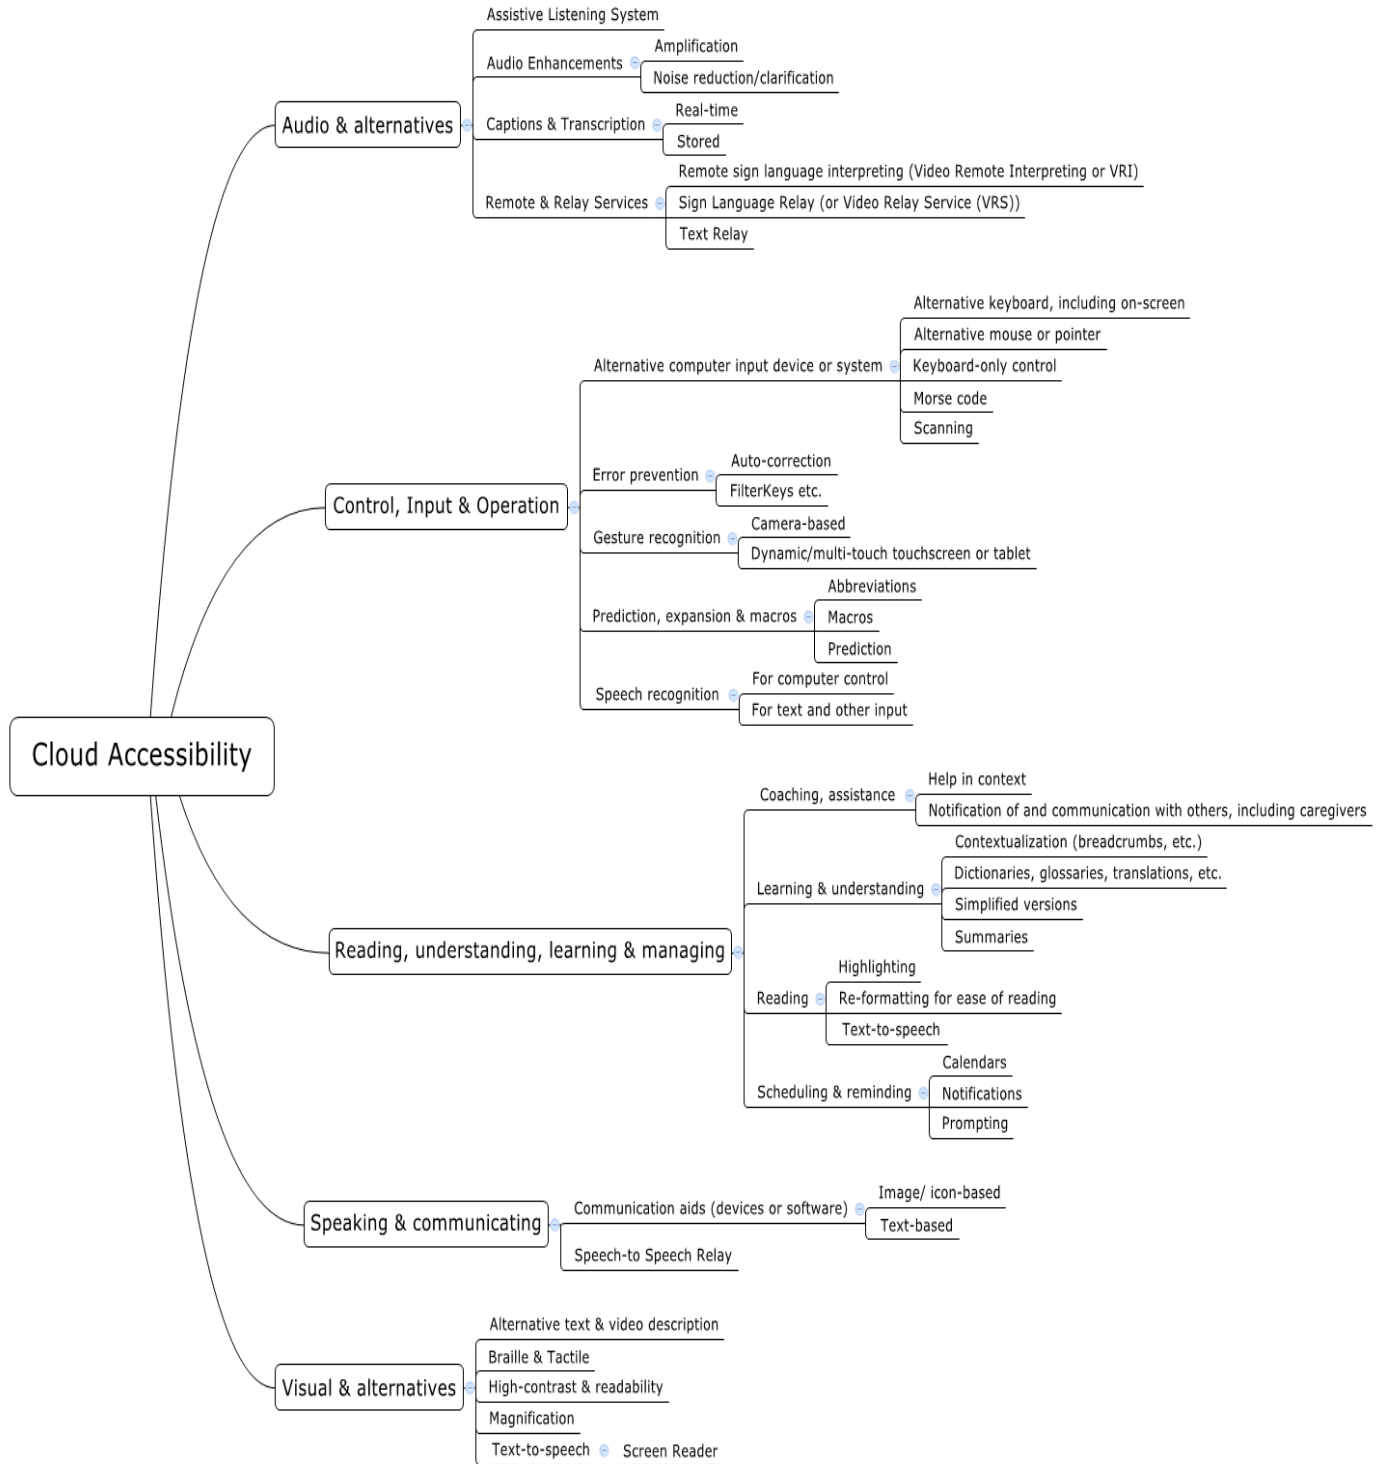 Assistive Listening System
Amplification
Audio Enhancements
Noise reduction/clarification
Real-time
Audio & alternatives
Captions & Transcription
Stored
Remote sign language interpreting (Video Remote Interpreting or VRI)
Remote & Relay Services
Sign Language Relay (or Video Relay Service (VRS))
Text Relay
Alternative keyboard, including on-screen
Alternative mouse or pointer
Alternative computer input device or system
Keyboard-only control
Morse code
Scanning
Auto-correction
Error prevention
FilterKeys etc.
Control, Input & Operation
Camera-based
Gesture recognition
Dynamic/multi-touch touchscreen or tablet
Abbreviations
Prediction, expansion & macros
Macros
Prediction
For computer control
Speech recognition
For text and other input
Cloud Accessibility
Help in context
Coaching, assistance
Notification of and communication with others, including caregivers
Contextualization (breadcrumbs, etc.)
Dictionaries, glossaries, translations, etc.
Learning & understanding
Simplified versions
Summaries
Reading, understanding, learning & managing
Highlighting
Reading
Re-formatting for ease of reading
Text-to-speech
Calendars
Scheduling & reminding
Notifications
Prompting
Image/ icon-based
Communication aids (devices or software)
Speaking & communicating
Text-based
Speech-to Speech Relay
Alternative text & video description
Braille & Tactile
Visual & alternatives
High-contrast & readability
Magnification
Text-to-speech
Screen Reader